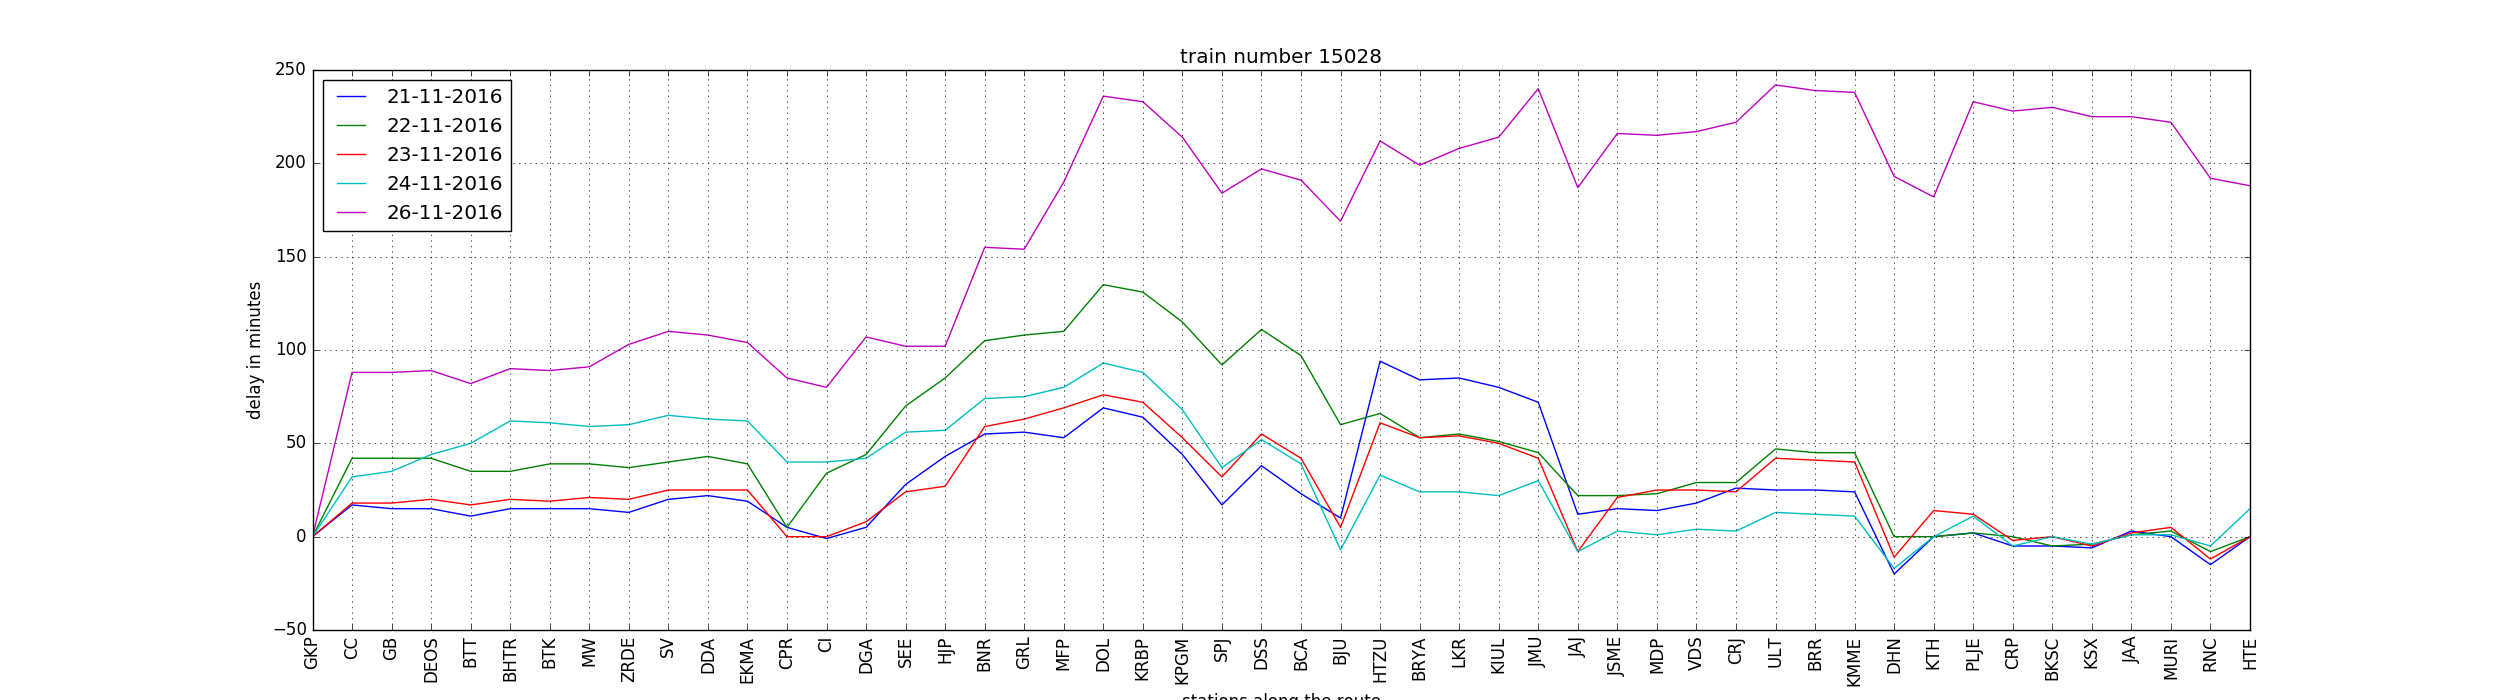 train number 15028
250
200
150
100
50
0
−50
delay in minutes
21-11-2016
22-11-2016
23-11-2016
24-11-2016
26-11-2016
GKP
CC
GB
DEOS
BTT
BHTR
BTK
MW
ZRDE
SV
DDA
EKMA
CPR
CI
DGA
SEE
HJP
BNR
GRL
MFP
DOL
KRBP
KPGM
SPJ
DSS
BCA
BJU
HTZU
BRYA
LKR
KIUL
JMU
JAJ
JSME
MDP
VDS
CRJ
ULT
BRR
KMME
DHN
KTH
PLJE
CRP
BKSC
KSX
JAA
MURI
RNC
HTE
stations along the route